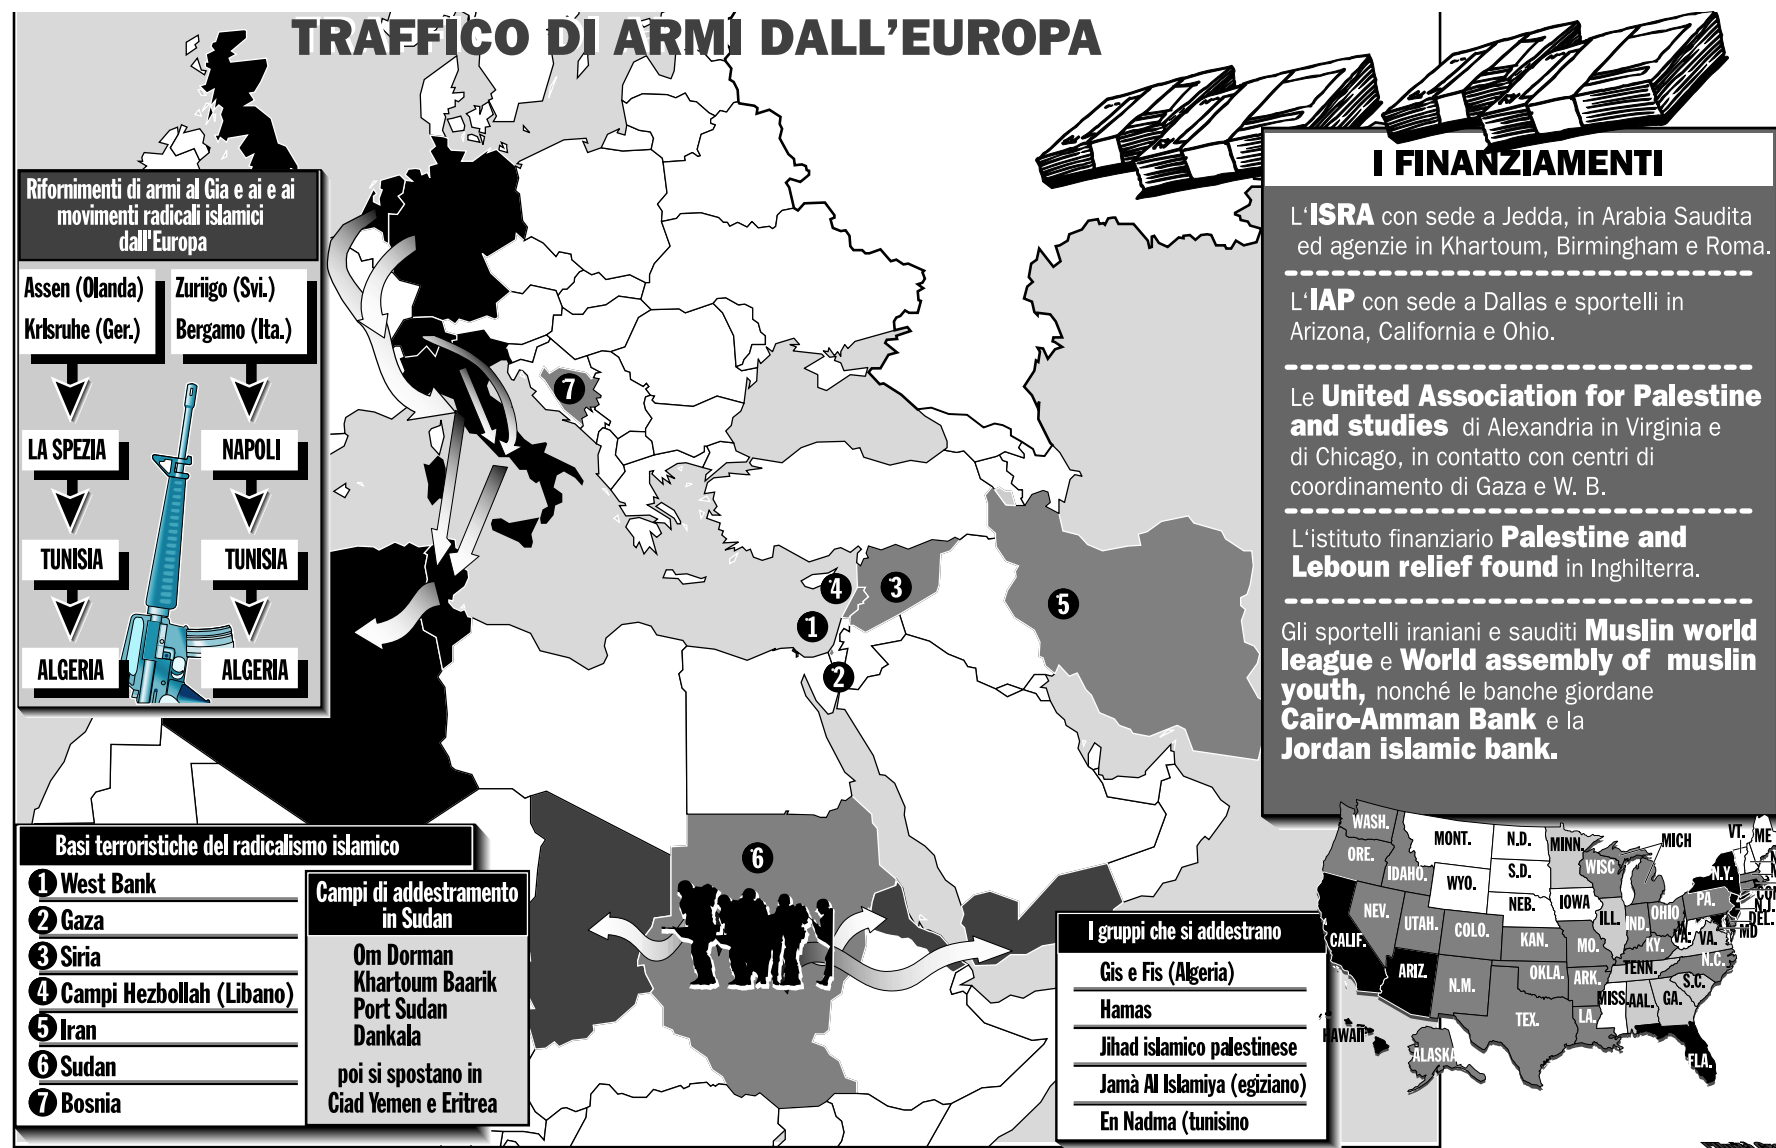 TRAFFICO DI ARMI DALL'EUROPA
Rifornimenti di armi al Gia e ai e ai
movimenti radicali islamici
dall'Europa
Assen (Olanda)
Krlsruhe (Ger.)
LA SPEZIA
TUNISIA
ALGERIA
Zuriigo (Svi.)
Bergamo (Ita.)
NAPOLI
TUNISIA
ALGERIA
7
4
3
5
1
2
6
I FINANZIAMENTI
L'ISRA con sede a Jedda, in Arabia Saudita
ed agenzie in Khartoum, Birmingham e Roma.
L'IAP con sede a Dallas e sportelli in
Arizona, California e Ohio.
Le United Association for Palestine
and studies di Alexandria in Virginia e
di Chicago, in contatto con centri di
coordinamento di Gaza e W. B.
L'istituto finanziario Palestine and
Leboun relief found in Inghilterra.
Gli sportelli iraniani e sauditi Muslin world
league e World assembly of muslin
youth, nonché le banche giordane
Cairo-Amman Bank e la
Jordan islamic bank.
Basi terroristiche del radicalismo islamico
1 West Bank
2 Gaza
3 Siria
4 Campi Hezbollah (Libano)
5 Iran
6 Sudan
7 Bosnia
Campi di addestramento
in Sudan
Om Dorman
Khartoum Baarik
Port Sudan
Dankala
poi si spostano in
Ciad Yemen e Eritrea
I gruppi che si addestrano
Gis e Fis (Algeria)
Hamas
Jihad islamico palestinese
Jamà Al Islamiya (egiziano)
En Nadma (tunisino
WASH.
MONT.
N.D.
MINN.
MICH
VT.
ME
ORE.
IDAHO.
S.D.
WISC
N.Y.
WYO.
NEB.
IOWA
PA.
N.J.
DEL.
MD
NEV.
UTAH.
COLO.
KAN.
MO.
ILL.
IND.
OHIO
KY.
VA.
VA.
CALIF.
ARIZ.
N.M.
OKLA.
ARK.
TENN.
N.C.
S.C.
TEX.
LA.
MISS.
AAL.
GA.
HAWAII
ALASKA
FLA.